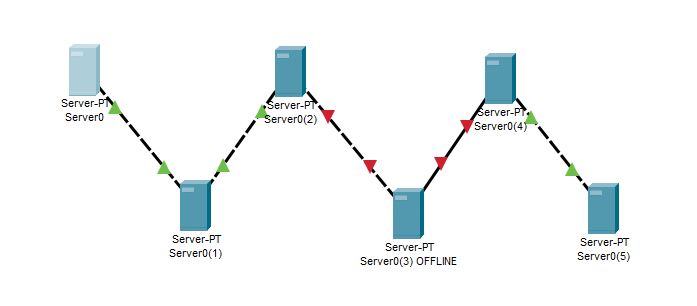 Server-PT
Server0
Server-PT
Server0(1)
Server-PT
Server0(2)
Server-PT
Server0(3) OFFLINE
Server-PT
Server0(4)
Server-PT
Server0(5)